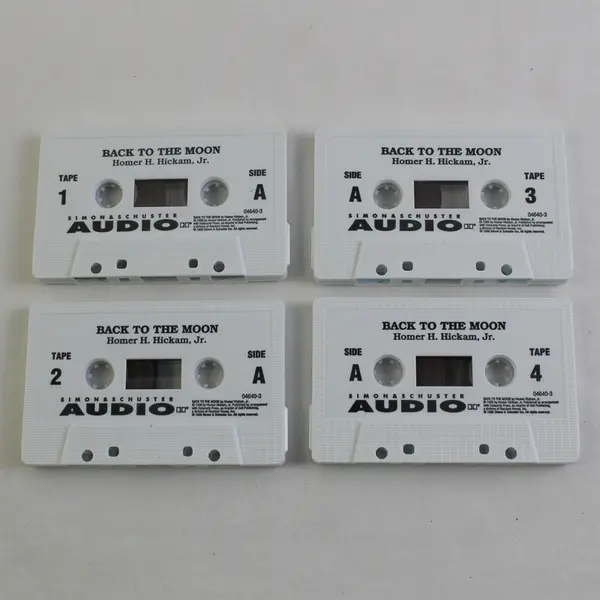 BACK TO THE MOON
Homer H. Hickam, Jr.
TAPE SIDE
1 A
04640-3
SIMON & SCHUSTER
AUDIO
BACK TO THE MOON
Homer H. Hickam, Jr.
SIDE TAPE
A 3
04640-3
SIMON & SCHUSTER
AUDIO
BACK TO THE MOON
Homer H. Hickam, Jr.
TAPE SIDE
2 A
04640-3
SIMON & SCHUSTER
AUDIO
BACK TO THE MOON
Homer H. Hickam, Jr.
SIDE TAPE
A 4
04640-3
SIMON & SCHUSTER
AUDIO